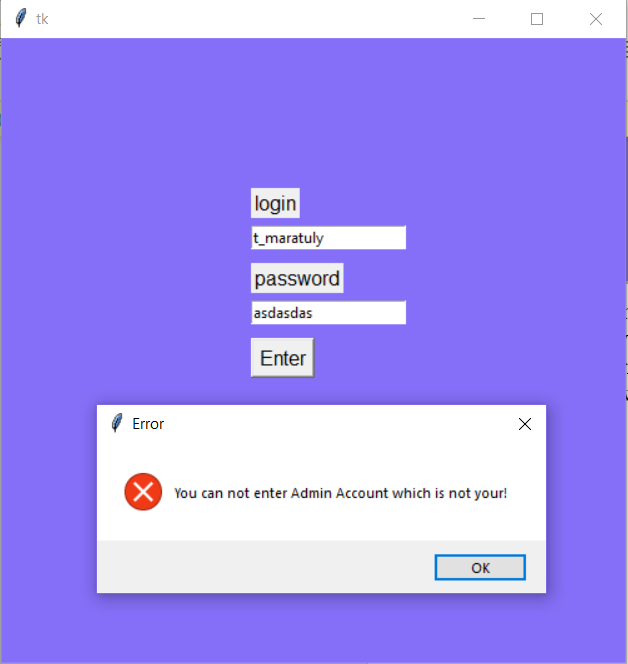 tk
login
t_maratuly
password
asdasdas
Enter
Error
You can not enter Admin Account which is not your!
OK